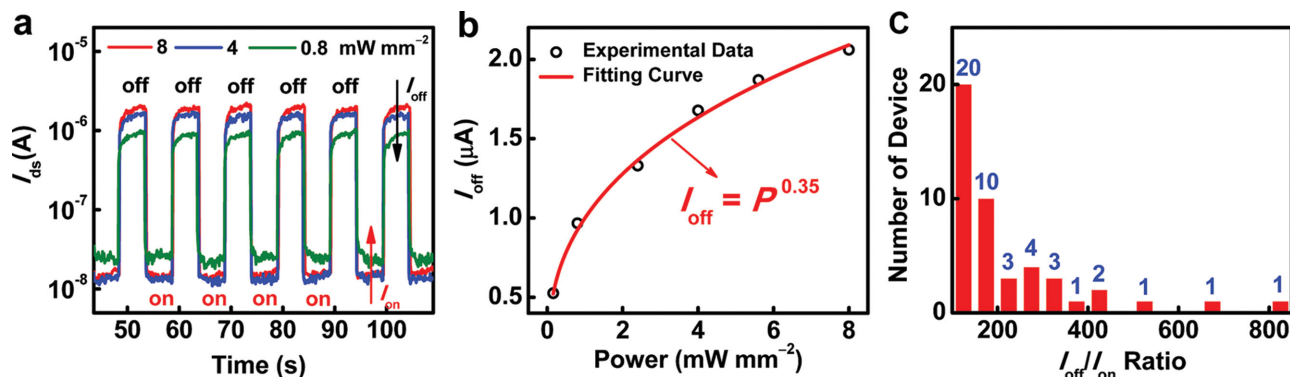 a
8 4 0.8 mW mm⁻²
10⁻⁵
10⁻⁶
10⁻⁷
10⁻⁸
I_ds(A)
off off off off off
I_off
on on on on
I_on
50 60 70 80 90 100
Time (s)
b
Experimental Data
Fitting Curve
2.0
1.5
1.0
0.5
I_off (μA)
I_off = P^0.35
0 2 4 6 8
Power (mW mm⁻²)
c
20
10
0
Number of Device
20
10
3 4 3 1 2 1 1 1
200 400 600 800
I_off/I_on Ratio